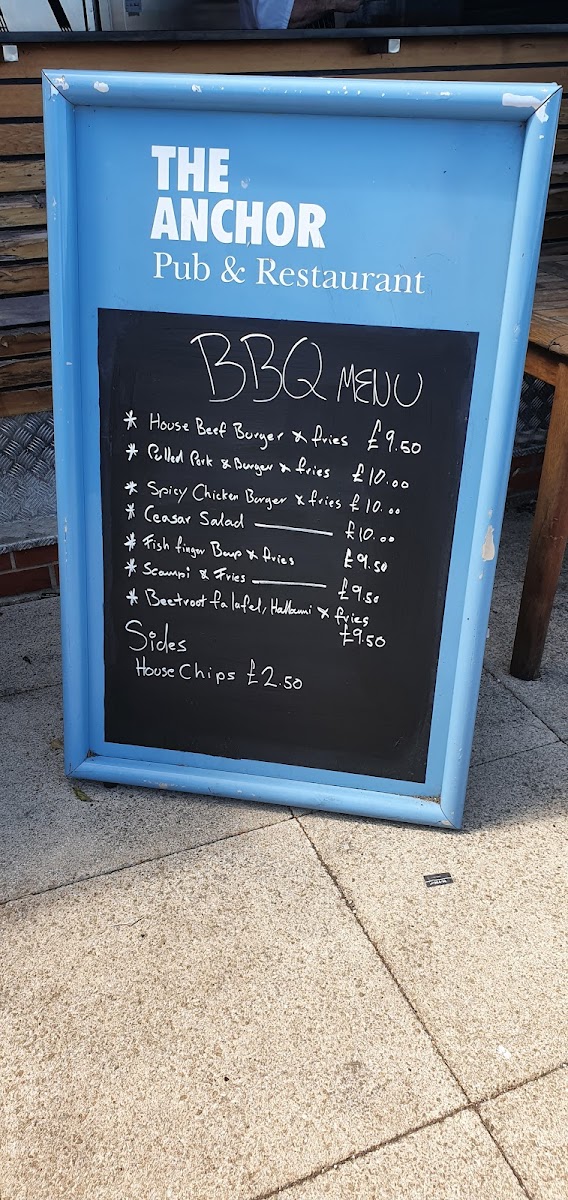 THE
ANCHOR
Pub & Restaurant
BBQ MENU
* House Beef Burger & fries £9.50
* Pulled Pork & Burger & fries £10.00
* Spicy Chicken Burger & fries £10.00
* Ceasar Salad — £10.00
* Fish finger Bap & fries £9.50
* Scampi & Fries — £9.50
* Beetroot falafel, Halloumi & fries
£9.50
Sides
House Chips £2.50